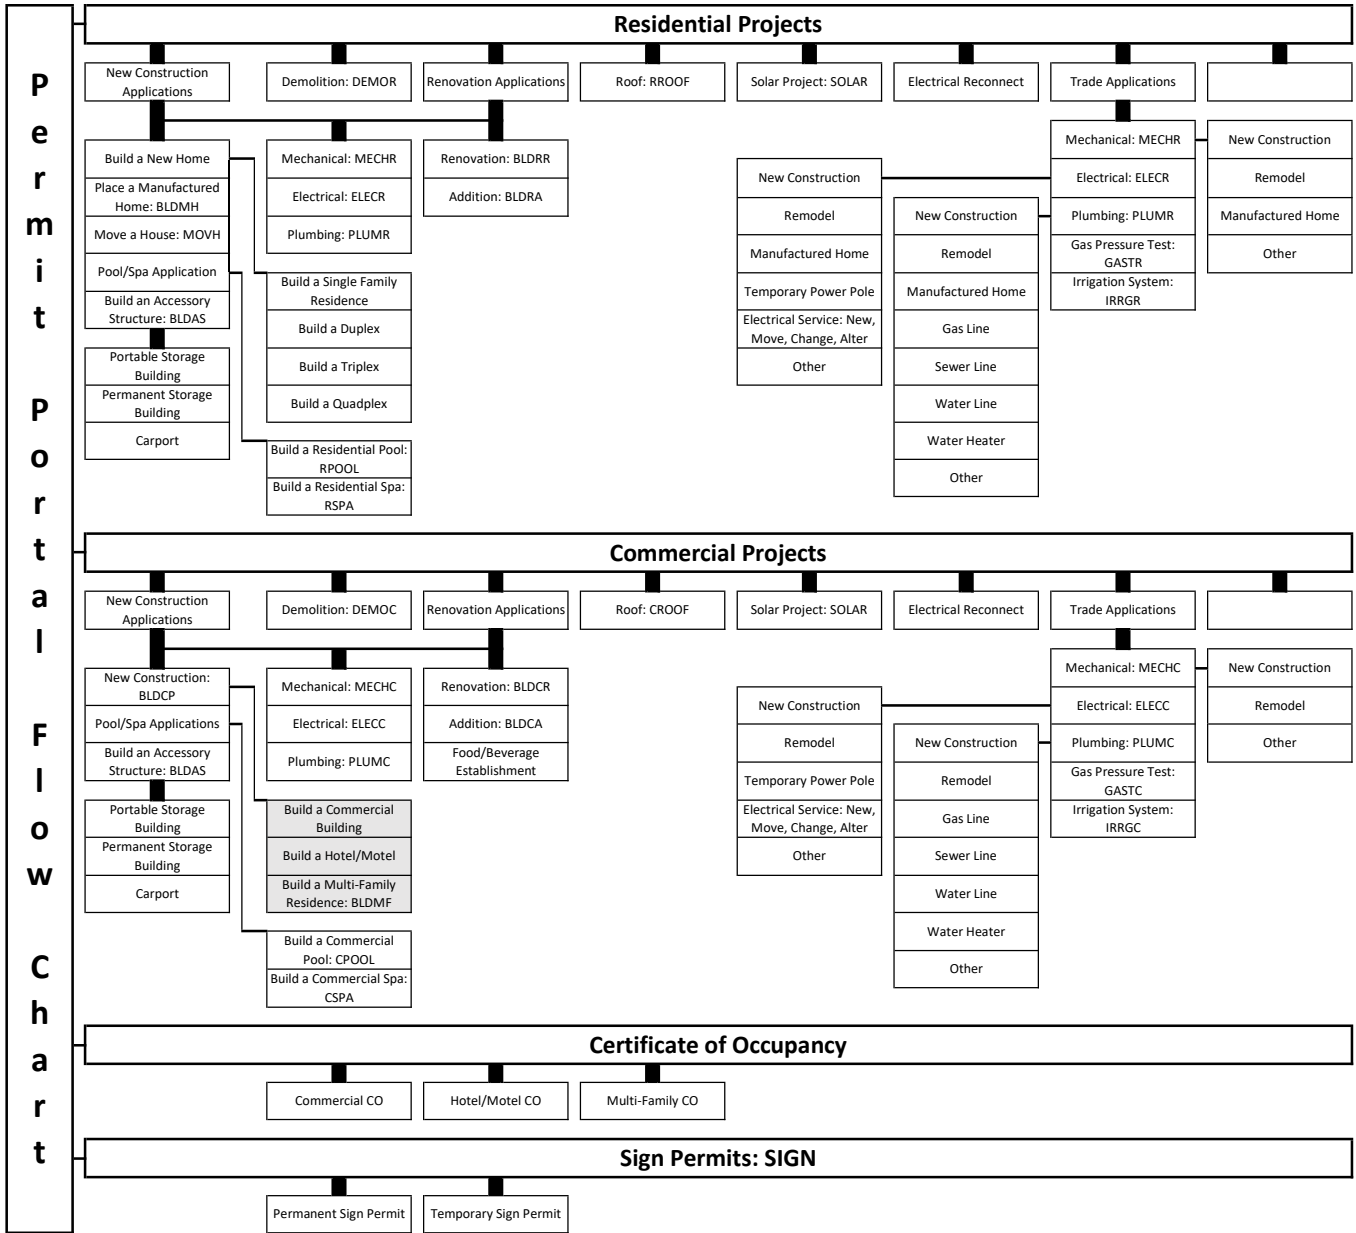 Permit Portal Flow Chart
Residential Projects
New Construction
Applications
Demolition: DEMOR
Renovation Applications
Roof: RROOF
Solar Project: SOLAR
Electrical Reconnect
Trade Applications
Build a New Home
Place a Manufactured
Home: BLDMH
Move a House: MOVH
Pool/Spa Application
Build an Accessory
Structure: BLDAS
Portable Storage
Building
Permanent Storage
Building
Carport
Mechanical: MECHR
Electrical: ELECR
Plumbing: PLUMR
Build a Single Family
Residence
Build a Duplex
Build a Triplex
Build a Quadplex
Build a Residential Pool:
RPOOL
Build a Residential Spa:
RSPA
Renovation: BLDRR
Addition: BLDRA
New Construction
Remodel
Manufactured Home
Temporary Power Pole
Electrical Service: New,
Move, Change, Alter
Other
New Construction
Remodel
Manufactured Home
Gas Line
Sewer Line
Water Line
Water Heater
Other
Mechanical: MECHR
Electrical: ELECR
Plumbing: PLUMR
Gas Pressure Test:
GASTR
Irrigation System:
IRRGR
New Construction
Remodel
Manufactured Home
Other
Commercial Projects
New Construction
Applications
Demolition: DEMOC
Renovation Applications
Roof: CROOF
Solar Project: SOLAR
Electrical Reconnect
Trade Applications
New Construction:
BLDCP
Pool/Spa Applications
Build an Accessory
Structure: BLDAS
Portable Storage
Building
Permanent Storage
Building
Carport
Mechanical: MECHC
Electrical: ELECC
Plumbing: PLUMC
Build a Commercial
Building
Build a Hotel/Motel
Build a Multi-Family
Residence: BLDMF
Build a Commercial
Pool: CPOOL
Build a Commercial Spa:
CSPA
Renovation: BLDCR
Addition: BLDCA
Food/Beverage
Establishment
New Construction
Remodel
Temporary Power Pole
Electrical Service: New,
Move, Change, Alter
Other
New Construction
Remodel
Gas Line
Sewer Line
Water Line
Water Heater
Other
Mechanical: MECHC
Electrical: ELECC
Plumbing: PLUMC
Gas Pressure Test:
GASTC
Irrigation System:
IRRGC
New Construction
Remodel
Other
Certificate of Occupancy
Commercial CO
Hotel/Motel CO
Multi-Family CO
Sign Permits: SIGN
Permanent Sign Permit
Temporary Sign Permit